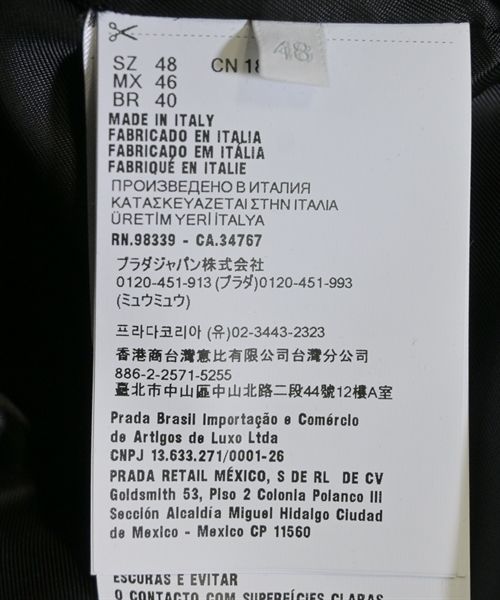 48
SZ 48 CN 18
MX 46
BR 40
MADE IN ITALY
FABRICADO EN ITALIA
FABRICADO EM ITÁLIA
FABRIQUÉ EN ITALIE
ПРОИЗВЕДЕНО В ИТАЛИЯ
ΚΑΤΑΣΚΕΥΑΖΕΤΑΙ ΣΤΗΝ ΙΤΑΛΙΑ
ÜRETİM YERİ İTALYA
RN.98339 - CA.34767
プラダジャパン株式会社
0120-451-913 (プラダ)0120-451-993
(ミュウミュウ)
프라다코리아 (유)02-3443-2323
香港商台灣意比有限公司台灣分公司
886-2-2571-5255
臺北市中山區中山北路二段44號12樓A室
Prada Brasil Importação e Comércio
de Artigos de Luxo Ltda
CNPJ 13.633.271/0001-26
PRADA RETAIL MÉXICO, S DE RL DE CV
Goldsmith 53, Piso 2 Colonia Polanco III
Sección Alcaldía Miguel Hidalgo Ciudad
de Mexico - Mexico CP 11560
ESCURAS E EVITAR
O CONTACTO COM SUPERFÍCIES CLARAS